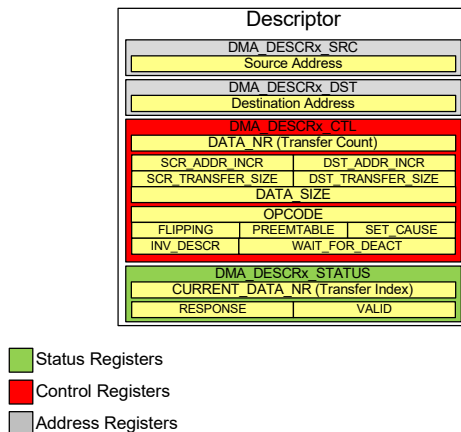 Descriptor
DMA_DESCRx_SRC
Source Address
DMA_DESCRx_DST
Destination Address
DMA_DESCRx_CTL
DATA_NR (Transfer Count)
SCR_ADDR_INCR DST_ADDR_INCR
SCR_TRANSFER_SIZE DST_TRANSFER_SIZE
DATA_SIZE
OPCODE
FLIPPING PREEMTABLE SET_CAUSE
INV_DESCR WAIT_FOR_DEACT
DMA_DESCRx_STATUS
CURRENT_DATA_NR (Transfer Index)
RESPONSE VALID
Status Registers
Control Registers
Address Registers